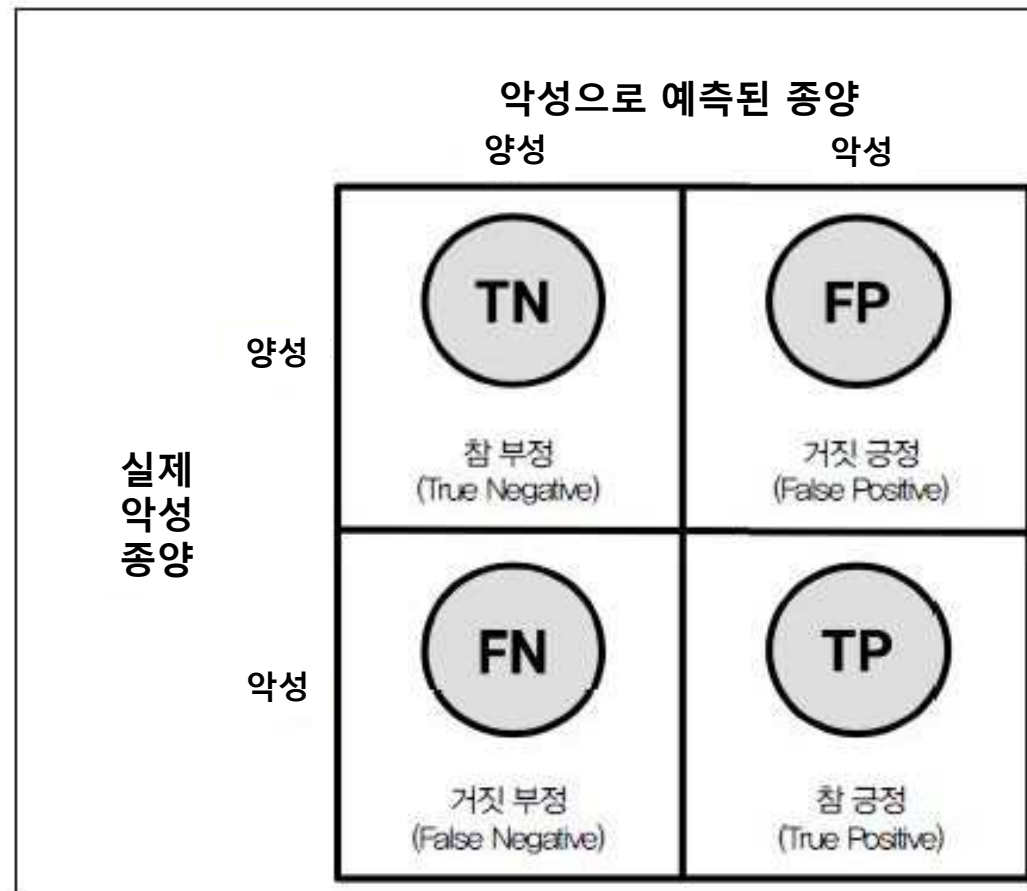 악성으로 예측된 종양
양성 악성
TN FP
양성
참 부정 거짓 긍정
(True Negative) (False Positive)
실제
악성
종양
FN TP
악성
거짓 부정 참 긍정
(False Negative) (True Positive)